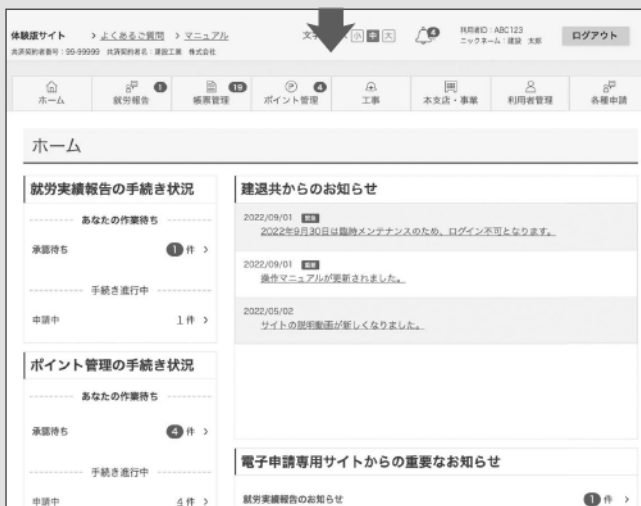 体験版サイト > よくあるご質問 > マニュアル 文 小 中 大 利用者ID:ABC123 ログアウト
共済契約者番号:99-99999 共済契約者名:建設工業 株式会社 ニックネーム:建設 太郎
1 19 4
ホーム 就労報告 帳票管理 ポイント管理 工事 本支店・事業 利用者管理 各種申請
ホーム
就労実績報告の手続き状況
あなたの作業待ち
承認待ち 1 件 >
手続き進行中
申請中 1 件 >
ポイント管理の手続き状況
あなたの作業待ち
承認待ち 4 件 >
手続き進行中
申請中 4 件 >
建退共からのお知らせ
2022/09/01
2022年9月30日は臨時メンテナンスのため、ログイン不可となります。
2022/09/01
操作マニュアルが更新されました。
2022/05/02
サイトの説明動画が新しくなりました。
電子申請専用サイトからの重要なお知らせ
就労実績報告のお知らせ 1 件 >